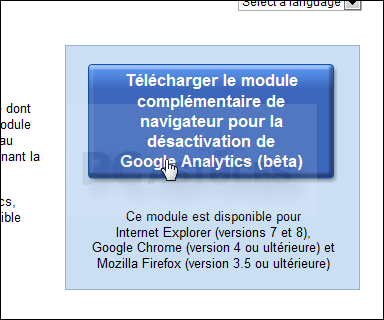 Select a language
dont
odule
au
nant la
cs,
ible
Télécharger le module
complémentaire de
navigateur pour la
désactivation de
Google Analytics (bêta)
Ce module est disponible pour
Internet Explorer (versions 7 et 8),
Google Chrome (version 4 ou ultérieure) et
Mozilla Firefox (version 3.5 ou ultérieure)